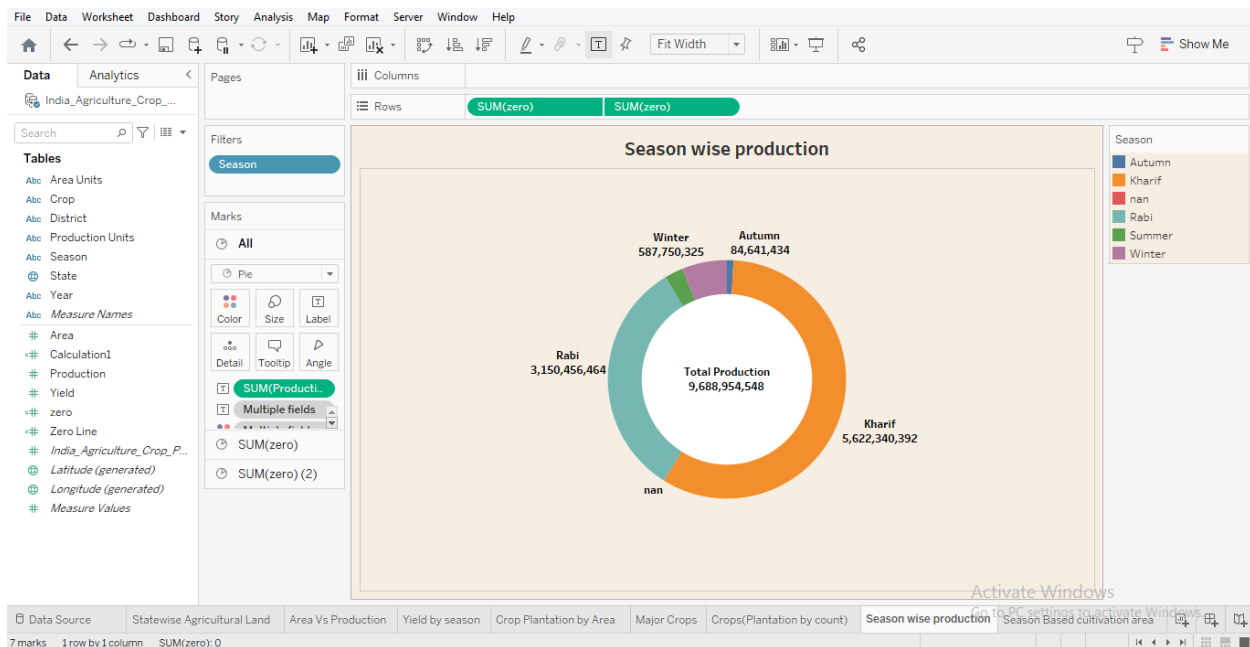 File Data Worksheet Dashboard Story Analysis Map Format Server Window Help
Fit Width
Show Me
Data Analytics
India_Agriculture_Crop_...
Search
Tables
Abc Area Units
Abc Crop
Abc District
Abc Production Units
Abc Season
State
Abc Year
Abc Measure Names
# Area
=# Calculation1
# Production
# Yield
=# zero
=# Zero Line
# India_Agriculture_Crop_P...
Latitude (generated)
Longitude (generated)
# Measure Values
Pages
Filters
Season
Marks
All
Pie
Color Size Label
Detail Tooltip Angle
SUM(Producti..
Multiple fields
SUM(zero)
SUM(zero) (2)
Columns
Rows SUM(zero) SUM(zero)
Season wise production
Winter
587,750,325
Autumn
84,641,434
Rabi
3,150,456,464
Total Production
9,688,954,548
Kharif
5,622,340,392
nan
Season
Autumn
Kharif
nan
Rabi
Summer
Winter
Activate Windows
Go to PC settings to activate Windows.
Data Source Statewise Agricultural Land Area Vs Production Yield by season Crop Plantation by Area Major Crops Crops(Plantation by count) Season wise production Season Based cultivation area
7 marks 1 row by 1 column SUM(zero): 0